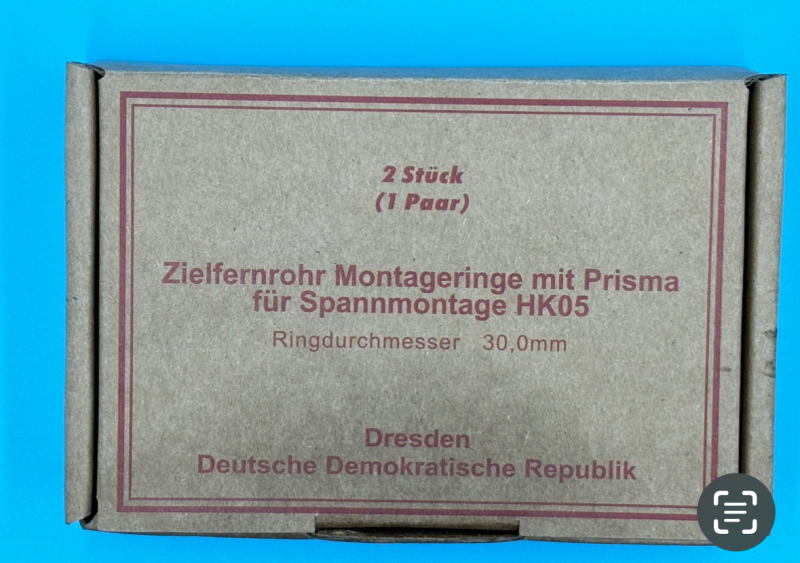 2 Stück
(1 Paar)
Zielfernrohr Montageringe mit Prisma
für Spannmontage HK05
Ringdurchmesser 30,0mm
Dresden
Deutsche Demokratische Republik